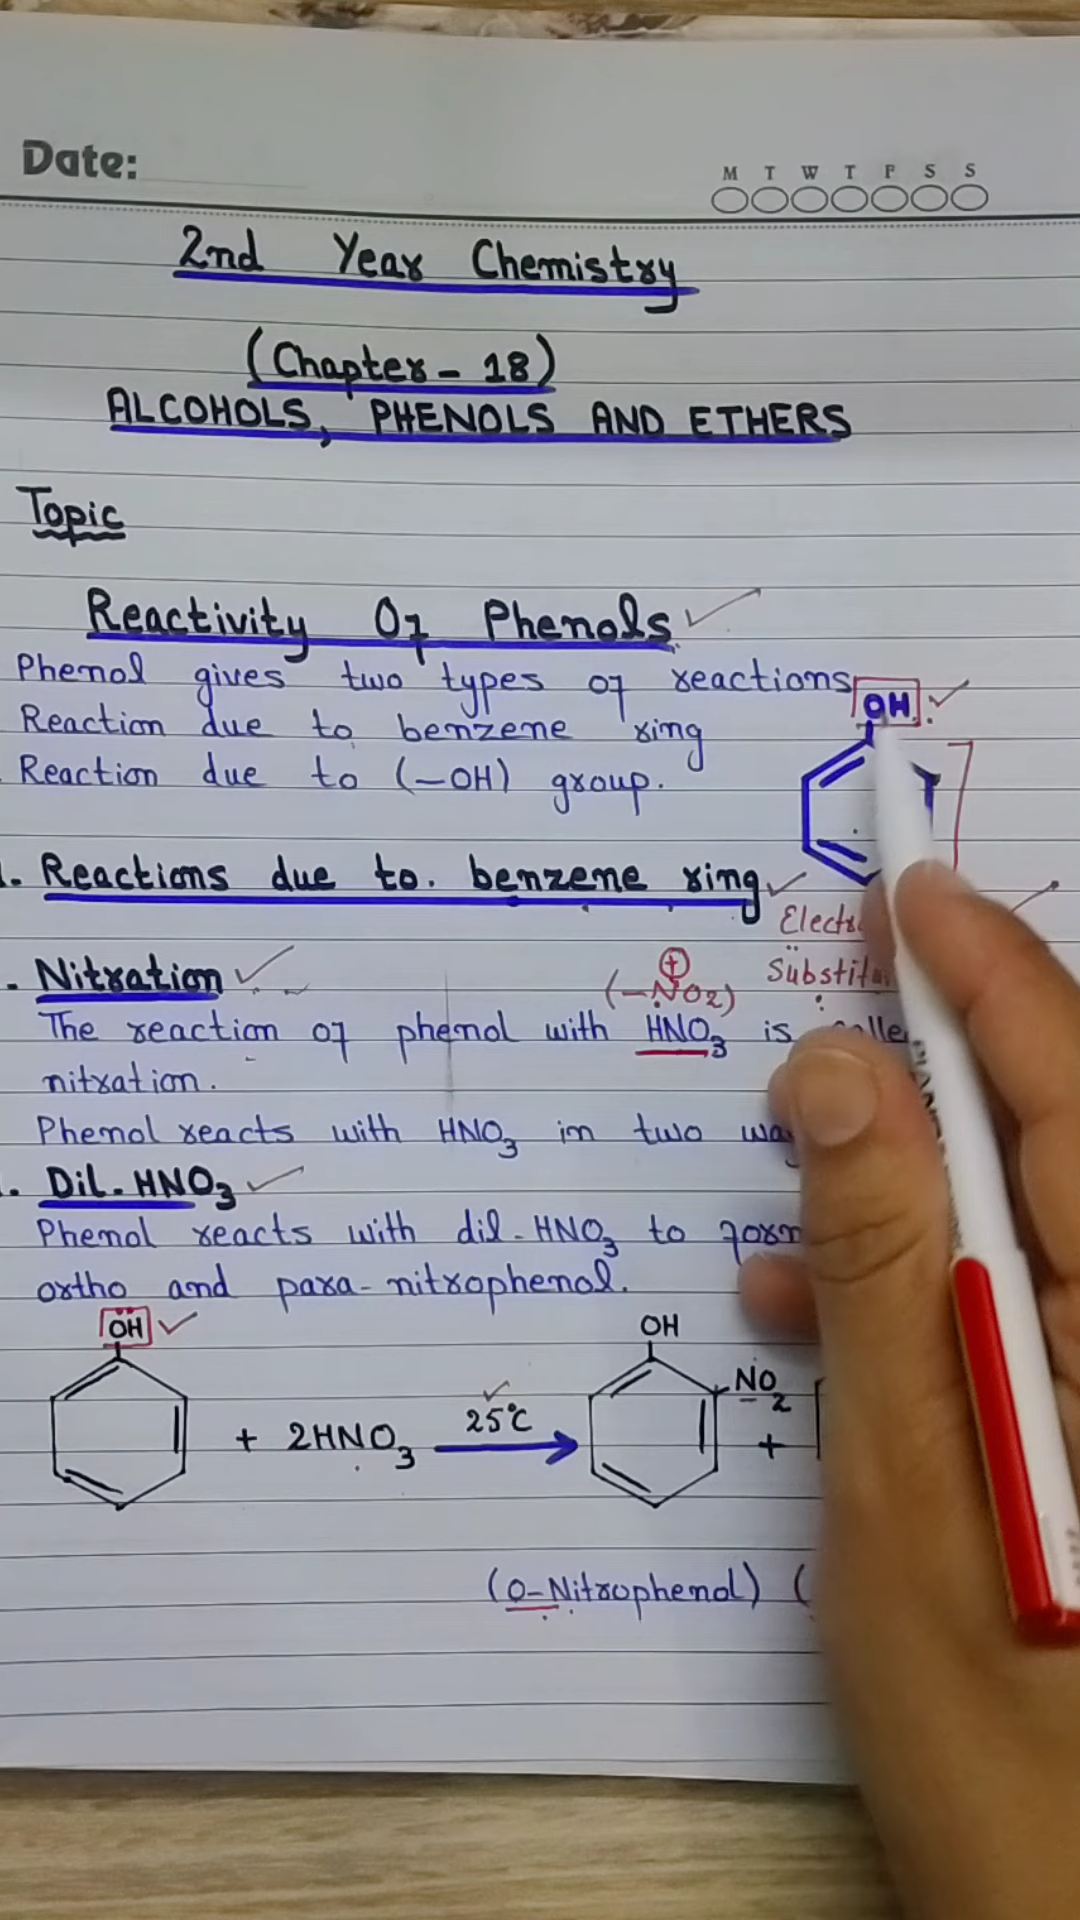 Date:
M T W T F S S
2nd Year Chemistry
(Chapter - 18)
ALCOHOLS, PHENOLS AND ETHERS
Topic
Reactivity Of Phenols
Phenol gives two types of reactions
OH
Reaction due to benzene ring
Reaction due to (-OH) group.
. Reactions due to. benzene ring
. Nitration
(-NO2)
+
The reaction of phenol with HNO3 is
nitration.
Phenol reacts with HNO3 in two
. Dil. HNO3
Phenol reacts with dil-HNO3 to form
ortho and para-nitrophenol.
OH
OH
NO2
+ 2HNO3 25°C +
(O-Nitrophenol) (